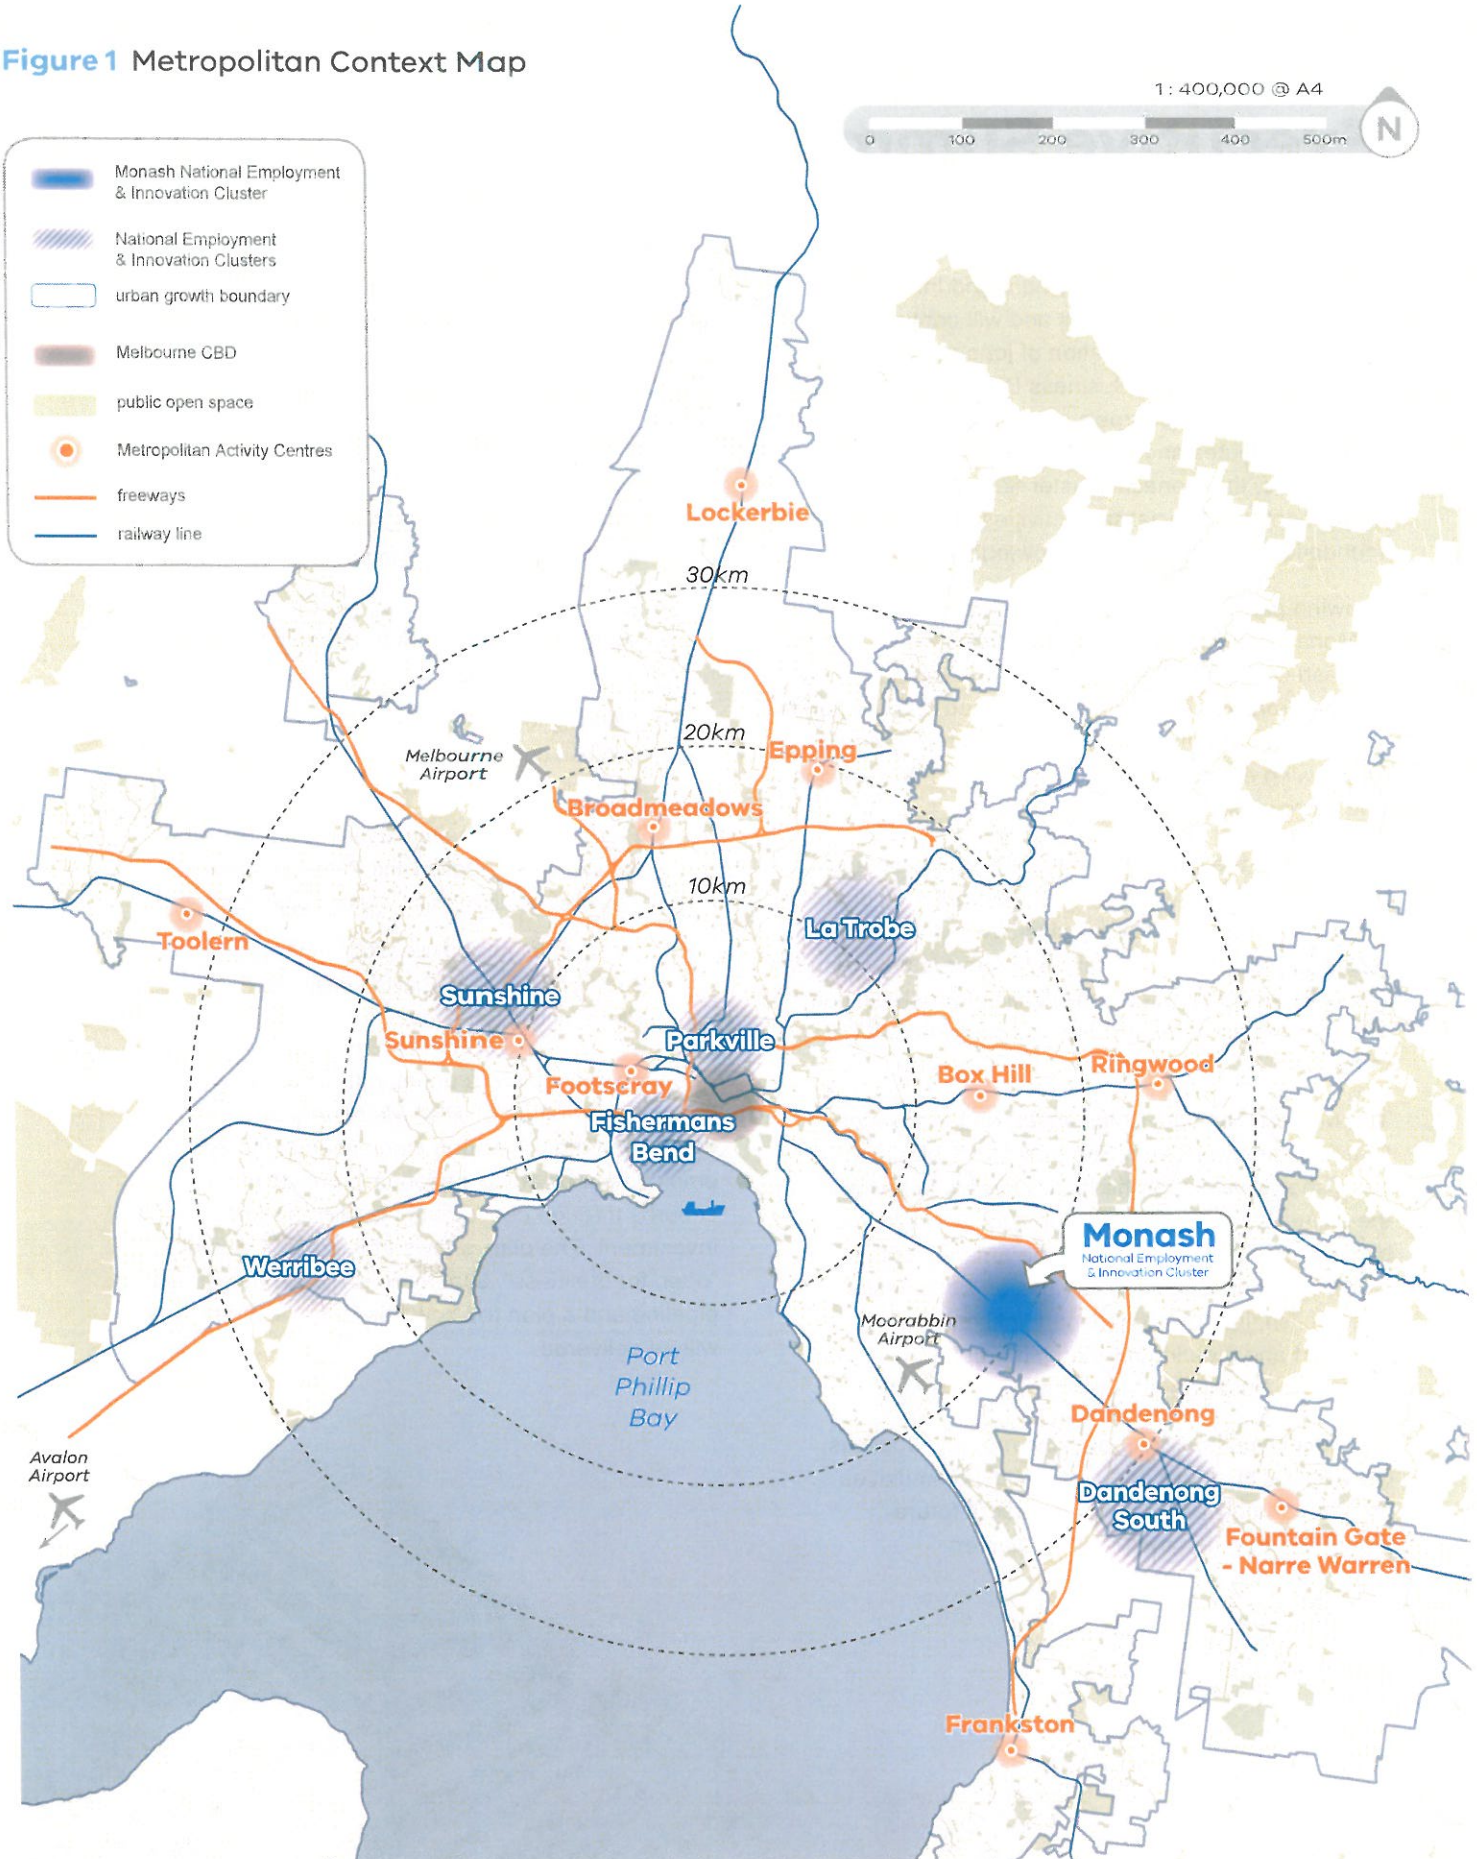 Figure 1 Metropolitan Context Map
1 : 400,000 @ A4
0 100 200 300 400 500m
N
Monash National Employment
& Innovation Cluster
National Employment
& Innovation Clusters
urban growth boundary
Melbourne CBD
public open space
Metropolitan Activity Centres
freeways
railway line
Lockerbie
30km
20km
Epping
Melbourne
Airport
Broadmeadows
10km
La Trobe
Toolern
Sunshine
Sunshine
Parkville
Footscray
Box Hill
Ringwood
Fishermans
Bend
Monash
National Employment
& Innovation Cluster
Werribee
Moorabbin
Airport
Port
Phillip
Bay
Dandenong
Avalon
Airport
Dandenong
South
Fountain Gate
- Narre Warren
Frankston